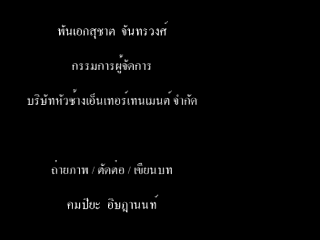 พันเอกสุชาต จันทรวงศ์
กรรมการผู้จัดการ
บริษัทหัวช้างเอ็นเทอร์เทนเมนต์ จำกัด
ถ่ายภาพ / ตัดต่อ / เขียนบท
คมปิยะ อิษฎานนท์